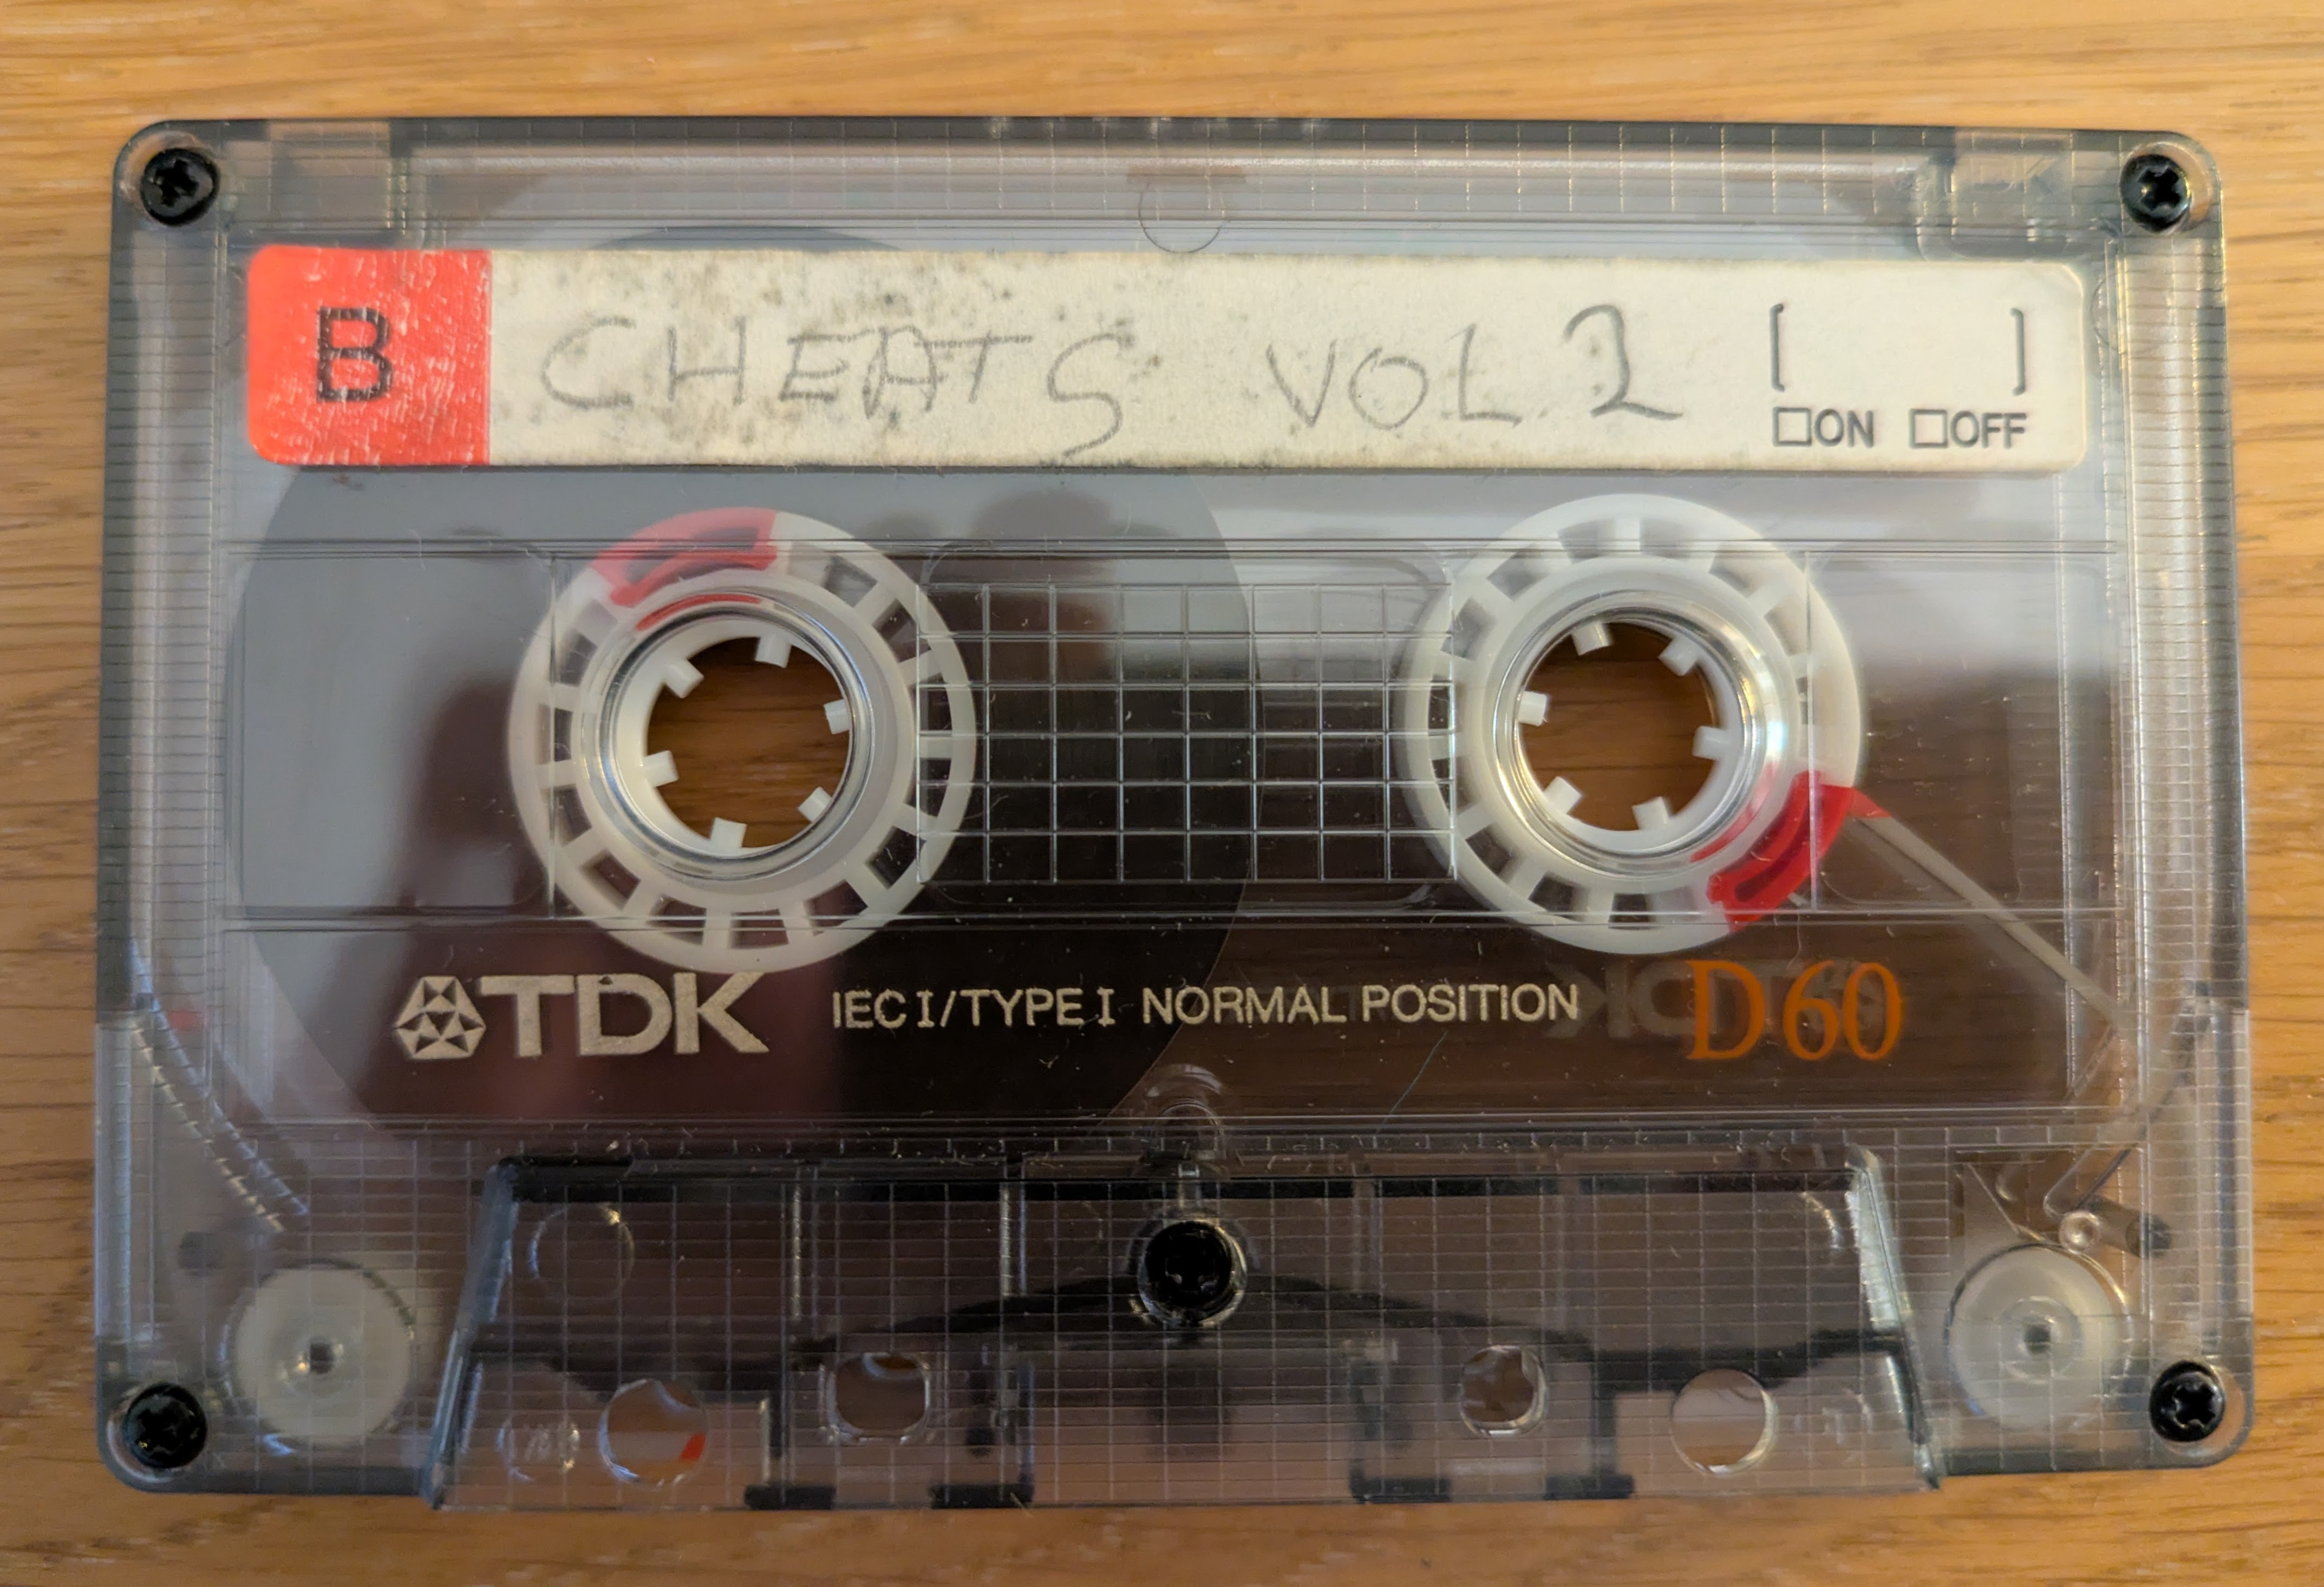 B CHEATS VOL 2 [ ]
ON OFF
TDK IEC I/TYPE I NORMAL POSITION D60